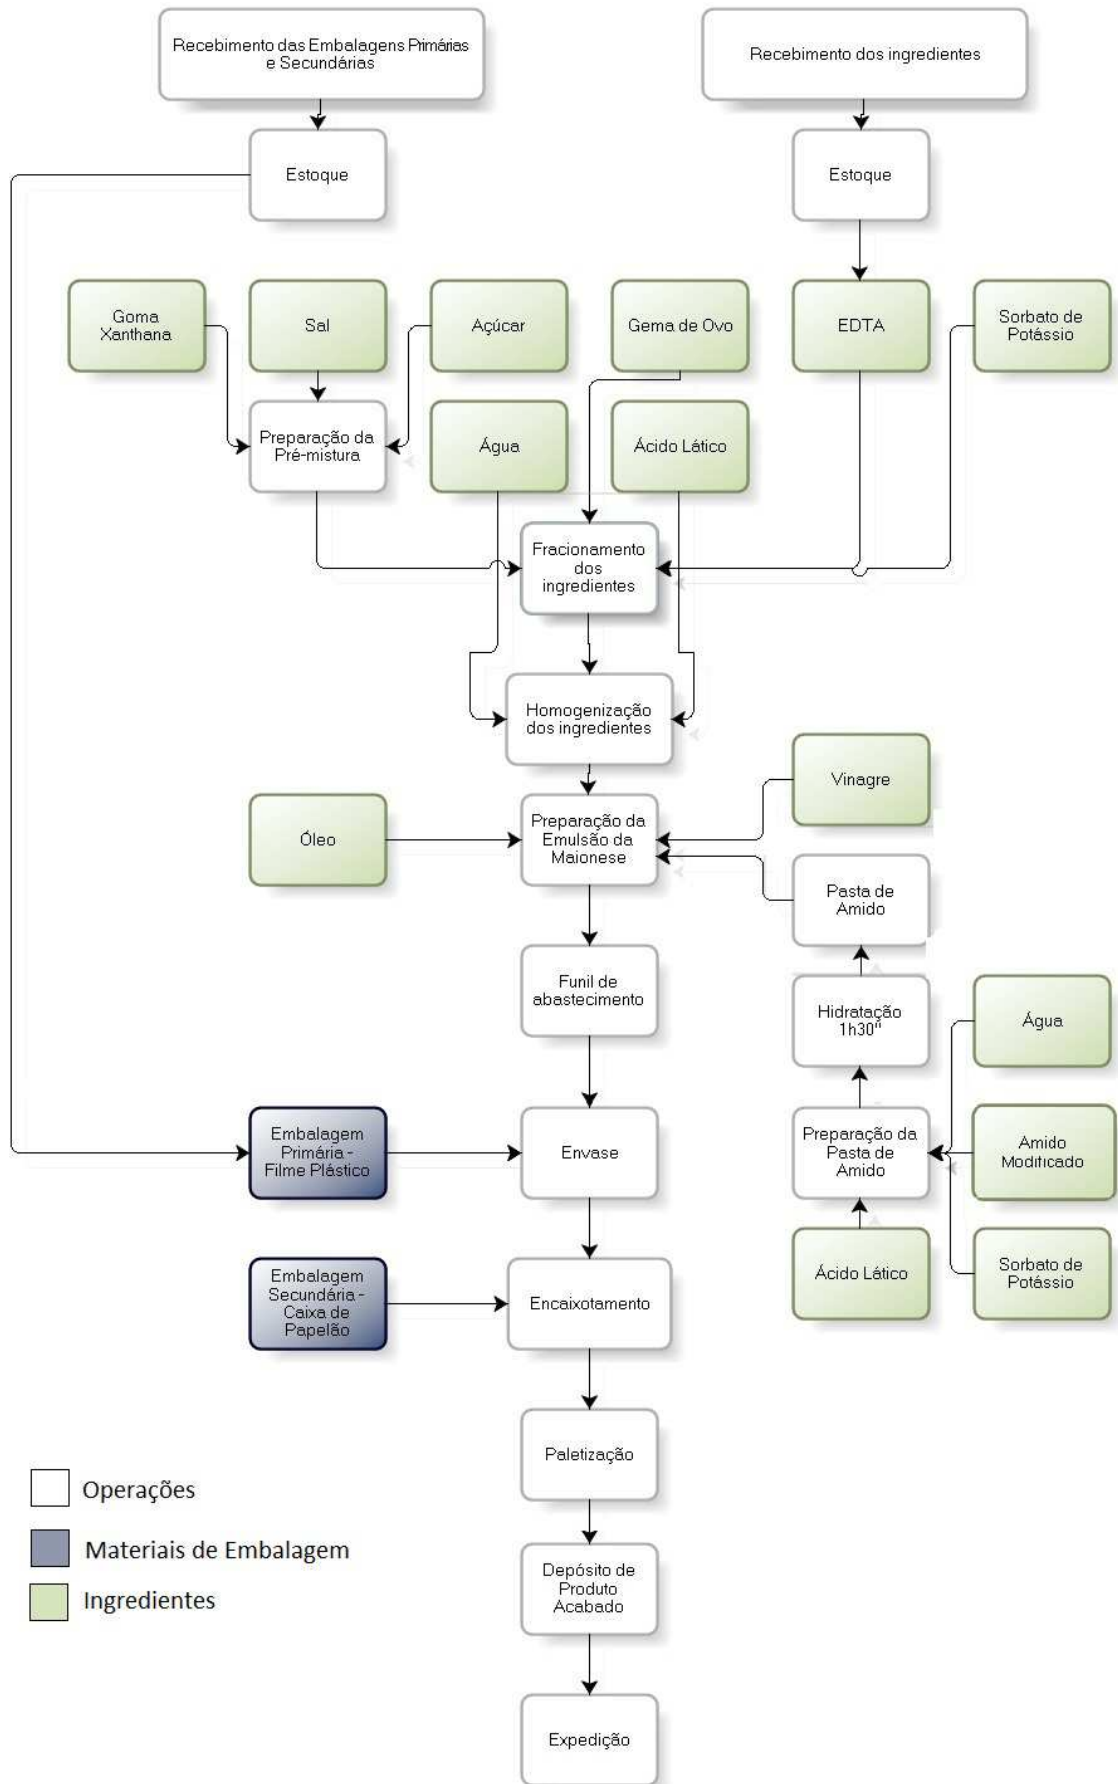 Recebimento das Embalagens Primárias
e Secundárias
Recebimento dos ingredientes
Estoque
Estoque
Goma
Xanthana
Sal
Açúcar
Gema de Ovo
EDTA
Sorbato de
Potássio
Preparação da
Pré-mistura
Água
Ácido Lático
Fracionamento
dos
ingredientes
Homogenização
dos ingredientes
Óleo
Preparação da
Emulsão da
Maionese
Vinagre
Pasta de
Amido
Funil de
abastecimento
Hidratação
1h30"
Água
Embalagem
Primária -
Filme Plástico
Envase
Preparação da
Pasta de
Amido
Amido
Modificado
Embalagem
Secundária -
Caixa de
Papelão
Encaixotamento
Ácido Lático
Sorbato de
Potássio
Paletização
Operações
Materiais de Embalagem
Ingredientes
Depósito de
Produto
Acabado
Expedição